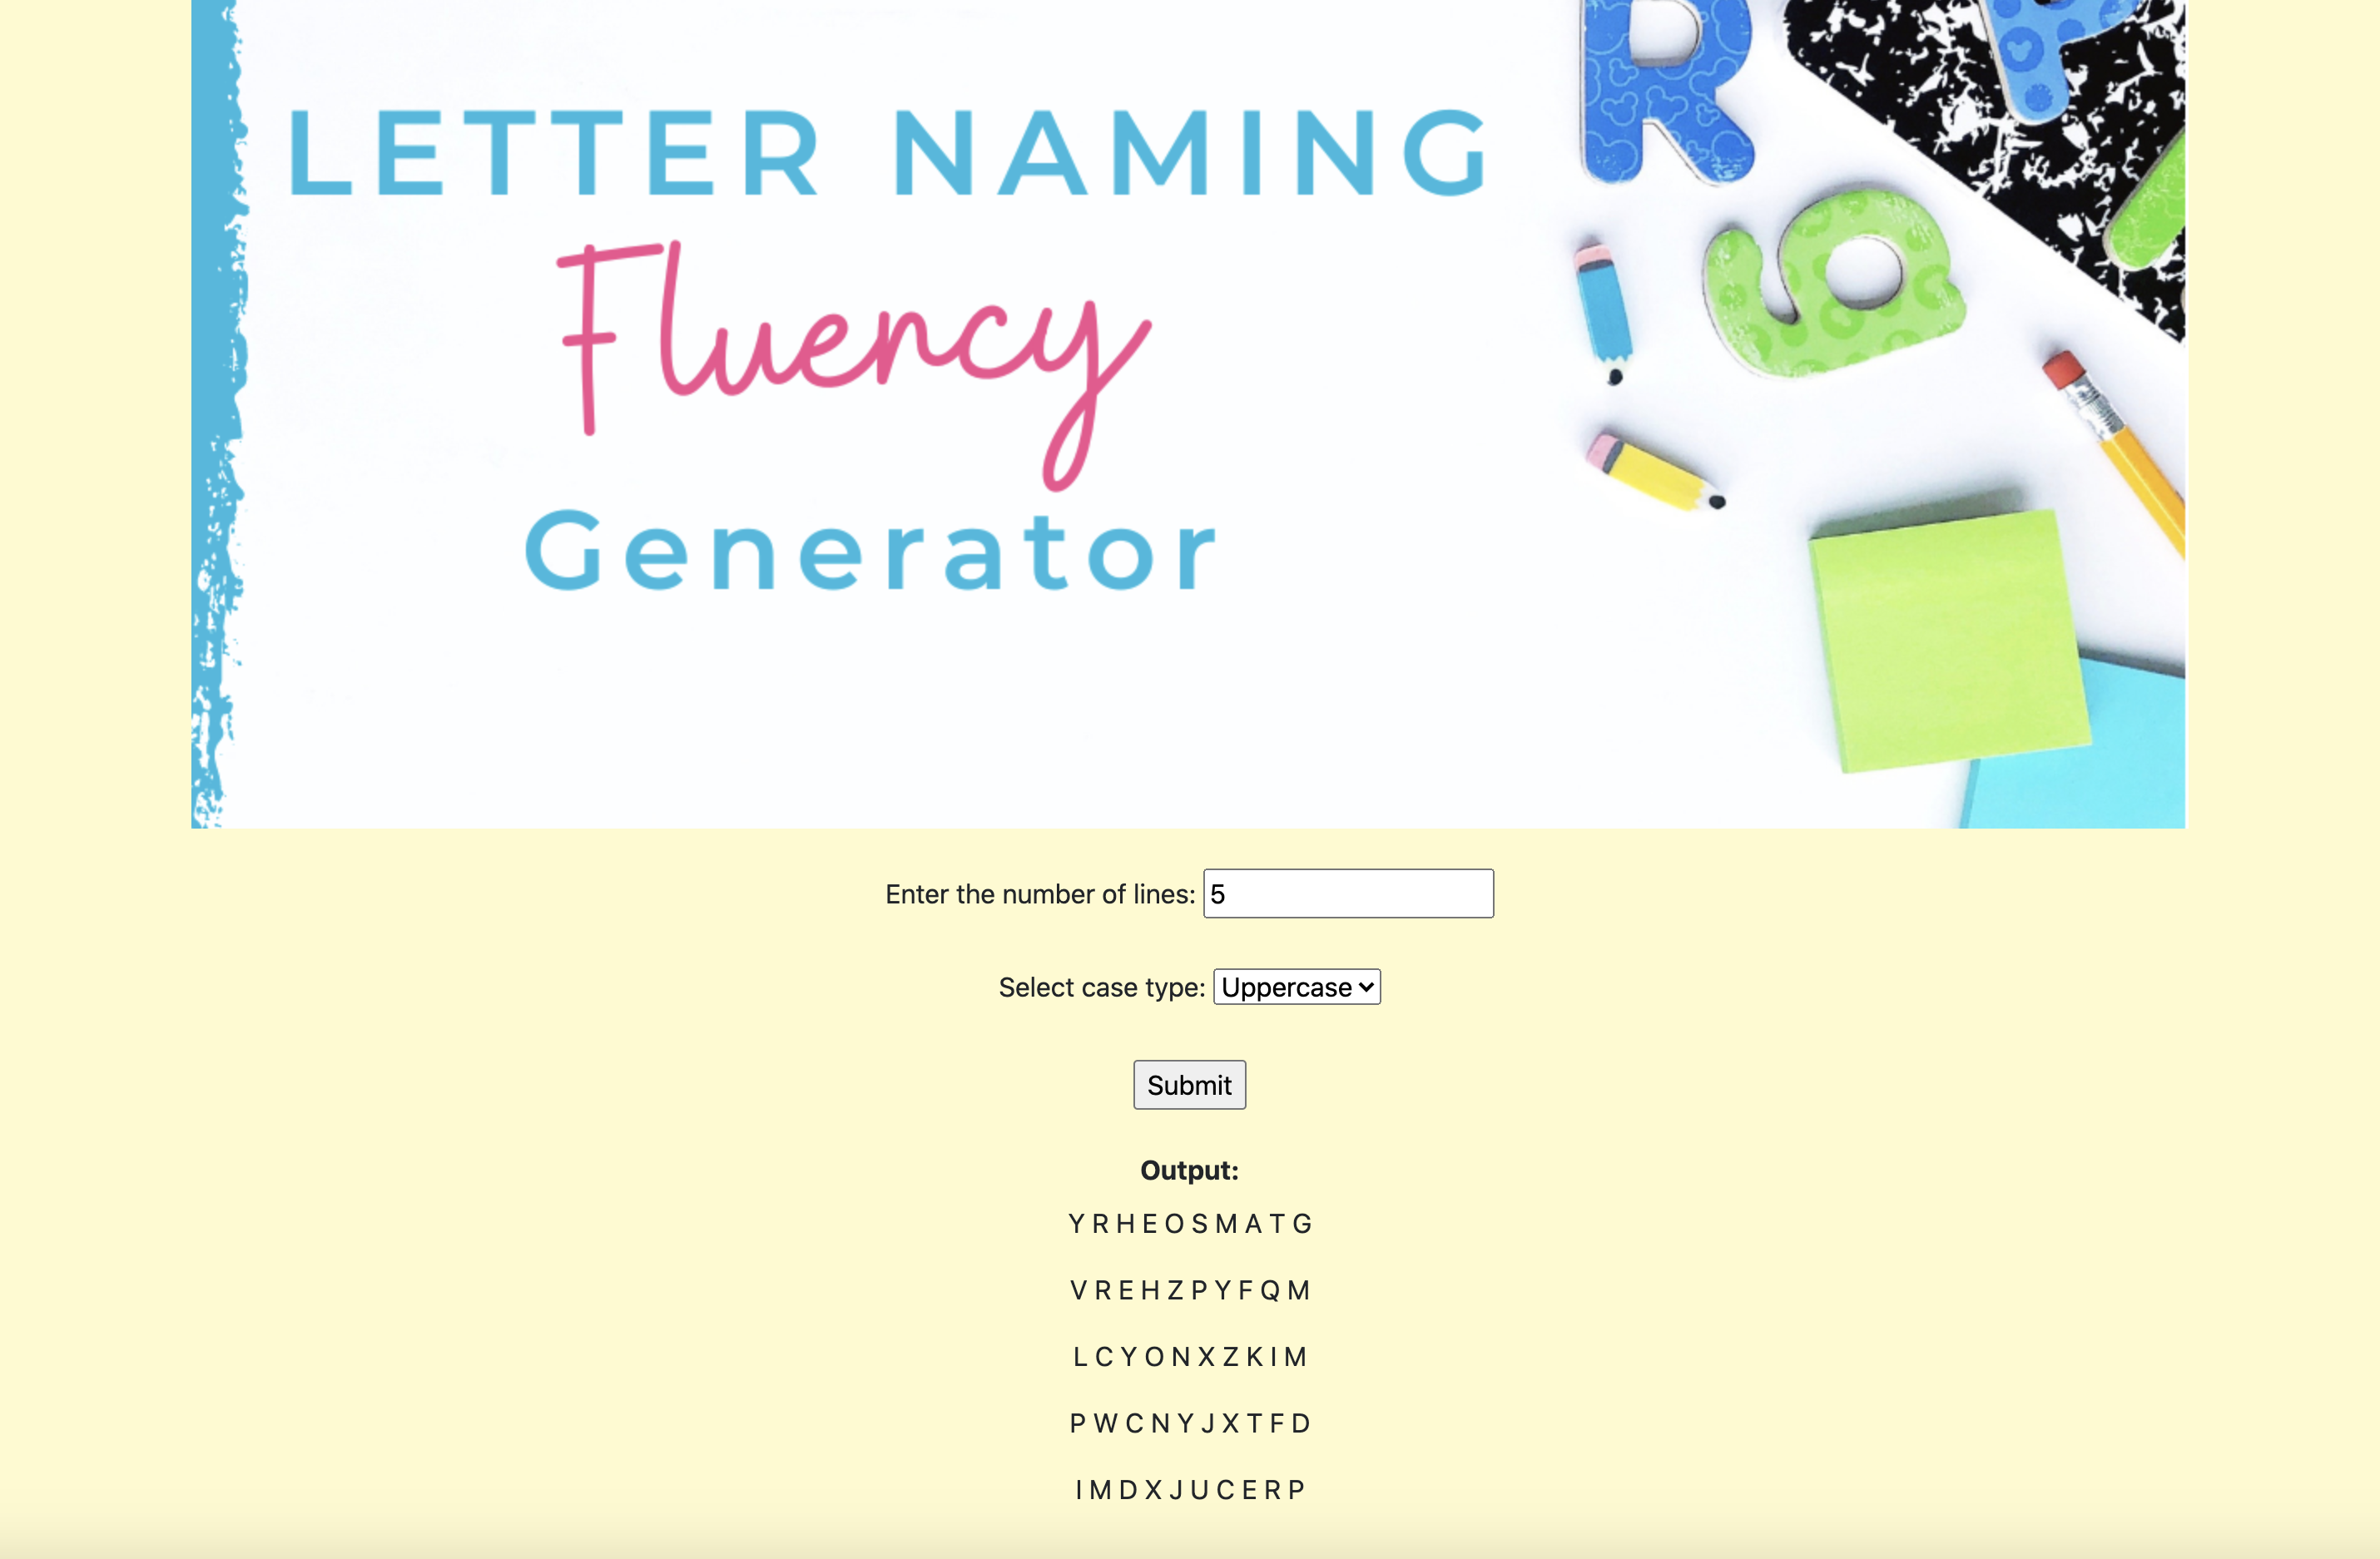 LETTER NAMING
Fluency
Generator
Enter the number of lines: 5
Select case type: Uppercase
Submit
Output:
Y R H E O S M A T G
V R E H Z P Y F Q M
L C Y O N X Z K I M
P W C N Y J X T F D
I M D X J U C E R P